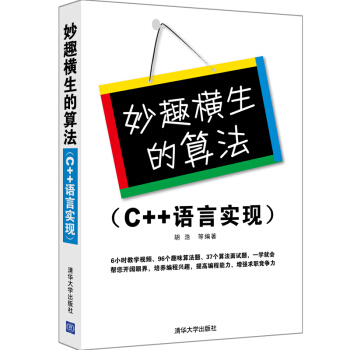 妙趣横生的算法
（C++语言实现）
清华大学出版社
妙趣横生
的算法
（C++语言实现）
胡浩 等编著
6小时教学视频、96个趣味算法题、37个算法面试题，一学就会
帮您开阔眼界，培养编程兴趣，提高编程能力，增强求职竞争力
清华大学出版社